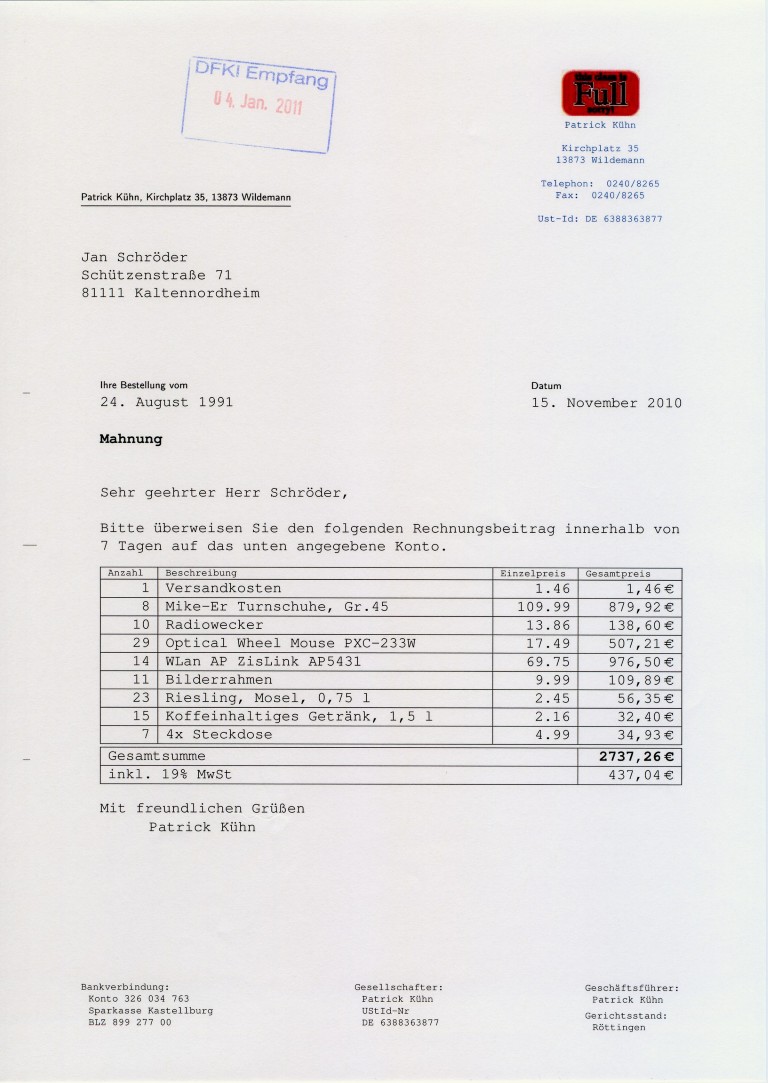 DFKI Empfang
04. Jan. 2011
Full
Patrick Kühn
Kirchplatz 35
13873 Wildemann
Telephon: 0240/8265
Fax: 0240/8265
Ust-Id: DE 6388363877
Patrick Kühn, Kirchplatz 35, 13873 Wildemann
Jan Schröder
Schützenstraße 71
81111 Kaltennordheim
Ihre Bestellung vom Datum
24. August 1991 15. November 2010
Mahnung
Sehr geehrter Herr Schröder,
Bitte überweisen Sie den folgenden Rechnungsbeitrag innerhalb von
7 Tagen auf das unten angegebene Konto.
Anzahl Beschreibung Einzelpreis Gesamtpreis
1 Versandkosten 1.46 1,46€
8 Mike-Er Turnschuhe, Gr.45 109.99 879,92€
10 Radiowecker 13.86 138,60€
29 Optical Wheel Mouse PXC-233W 17.49 507,21€
14 WLan AP ZisLink AP5431 69.75 976,50€
11 Bilderrahmen 9.99 109,89€
23 Riesling, Mosel, 0,75 l 2.45 56,35€
15 Koffeinhaltiges Getränk, 1,5 l 2.16 32,40€
7 4x Steckdose 4.99 34,93€
Gesamtsumme 2737,26€
inkl. 19% MwSt 437,04€
Mit freundlichen Grüßen
Patrick Kühn
Bankverbindung:
Konto 326 034 763
Sparkasse Kastellburg
BLZ 899 277 00
Gesellschafter:
Patrick Kühn
UStId-Nr
DE 6388363877
Geschäftsführer:
Patrick Kühn
Gerichtsstand:
Röttingen